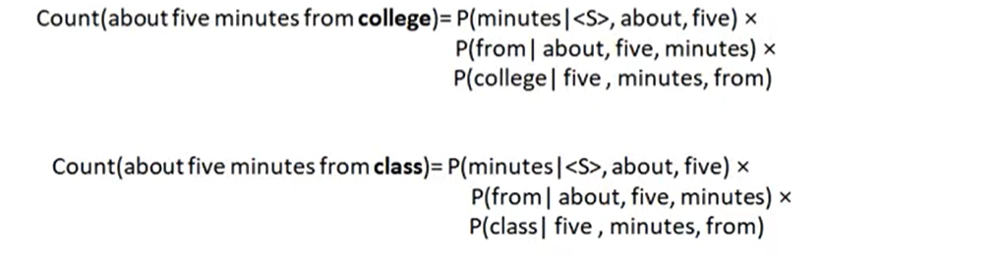 Count(about five minutes from college)= P(minutes|<S>, about, five) ×
P(from| about, five, minutes) ×
P(college| five , minutes, from)
Count(about five minutes from class)= P(minutes|<S>, about, five) ×
P(from| about, five, minutes) ×
P(class| five , minutes, from)